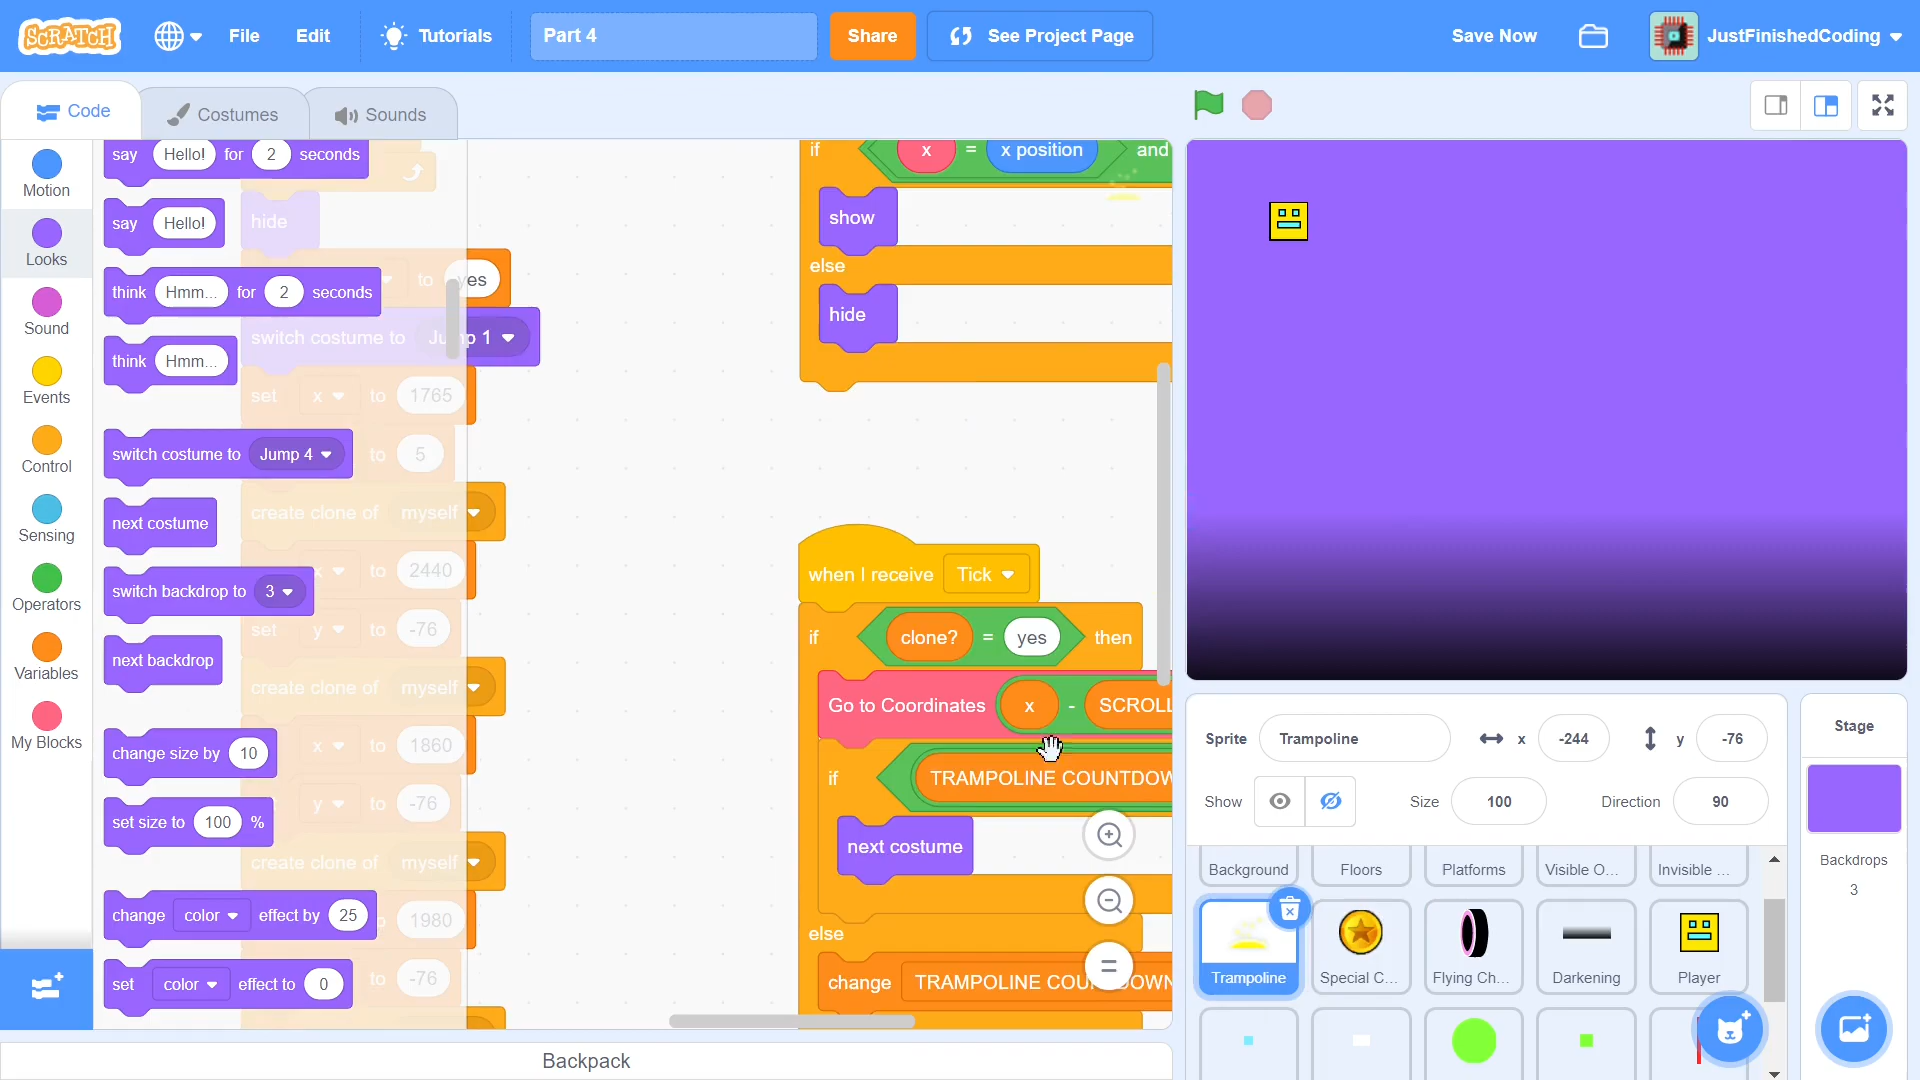 SCRATCH
File
Edit
Tutorials
Part 4
Share
See Project Page
Save Now
JustFinishedCoding
Code
Costumes
Sounds
Motion
Looks
Sound
Events
Control
Sensing
Operators
Variables
My Blocks
say Hello! for 2 seconds
say Hello!
think Hmm... for 2 seconds
think Hmm...
switch costume to Jump 4
next costume
switch backdrop to 3
next backdrop
change size by 10
set size to 100 %
change color effect by 25
set color effect to 0
hide
to yes
switch costume to Jump 1
set x to 1765
to 5
create clone of myself
x to 2440
set y to -76
create clone of myself
x to 1860
y to -76
create clone of myself
1980
to -76
if x = x position and
show
else
hide
when I receive Tick
if clone? = yes then
Go to Coordinates x - SCROLL
if TRAMPOLINE COUNTDOW
next costume
else
change TRAMPOLINE COU DOWN
Backpack
Sprite Trampoline x -244 y -76
Show Size 100 Direction 90
Background
Floors
Platforms
Visible O...
Invisible ...
Trampoline
Special C...
Flying Ch...
Darkening
Player
Stage
Backdrops
3